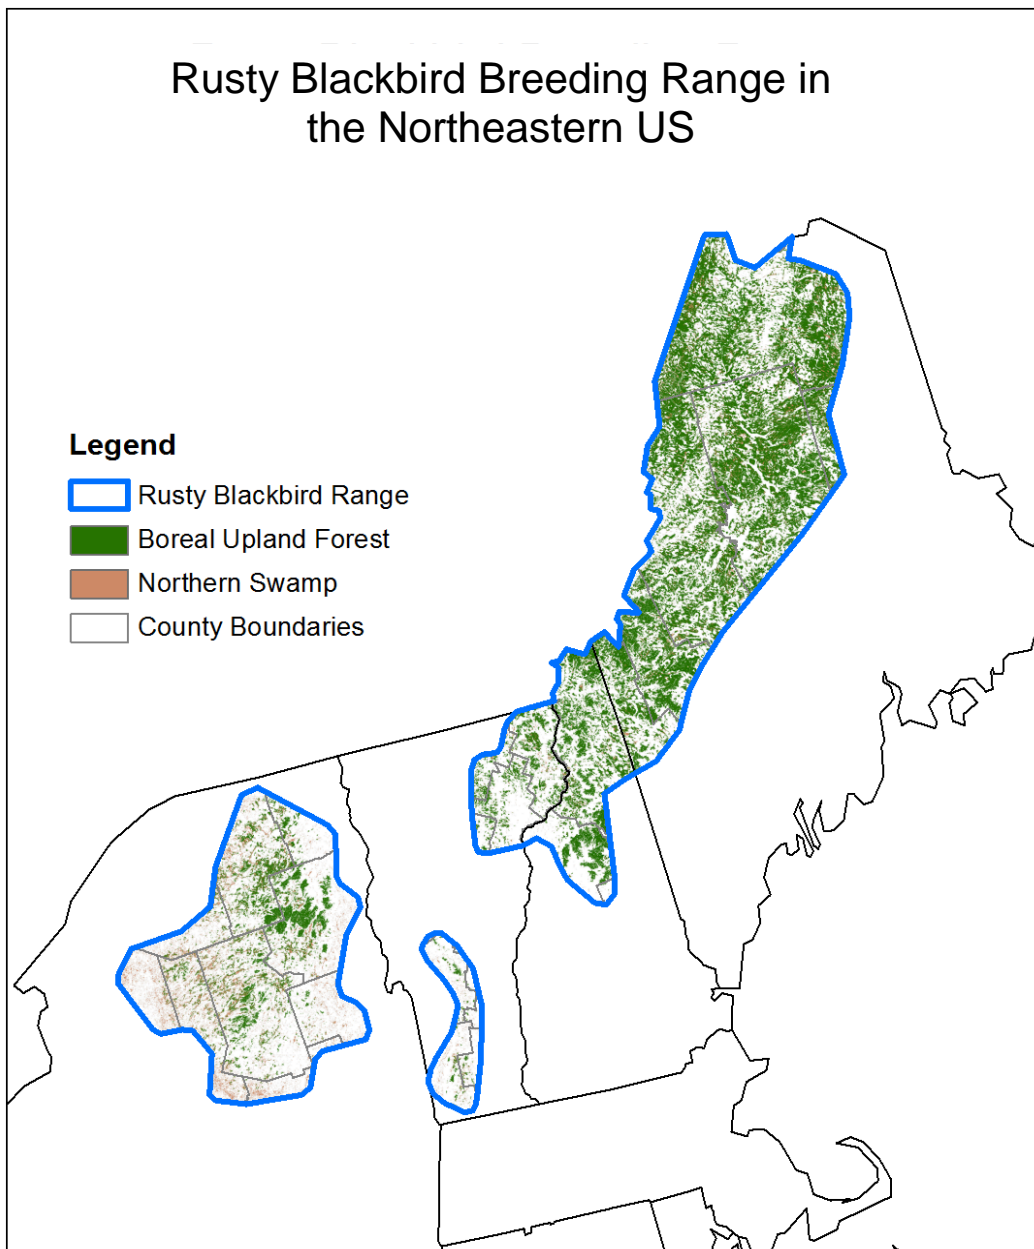 Rusty Blackbird Breeding Range in
the Northeastern US
Legend
Rusty Blackbird Range
Boreal Upland Forest
Northern Swamp
County Boundaries